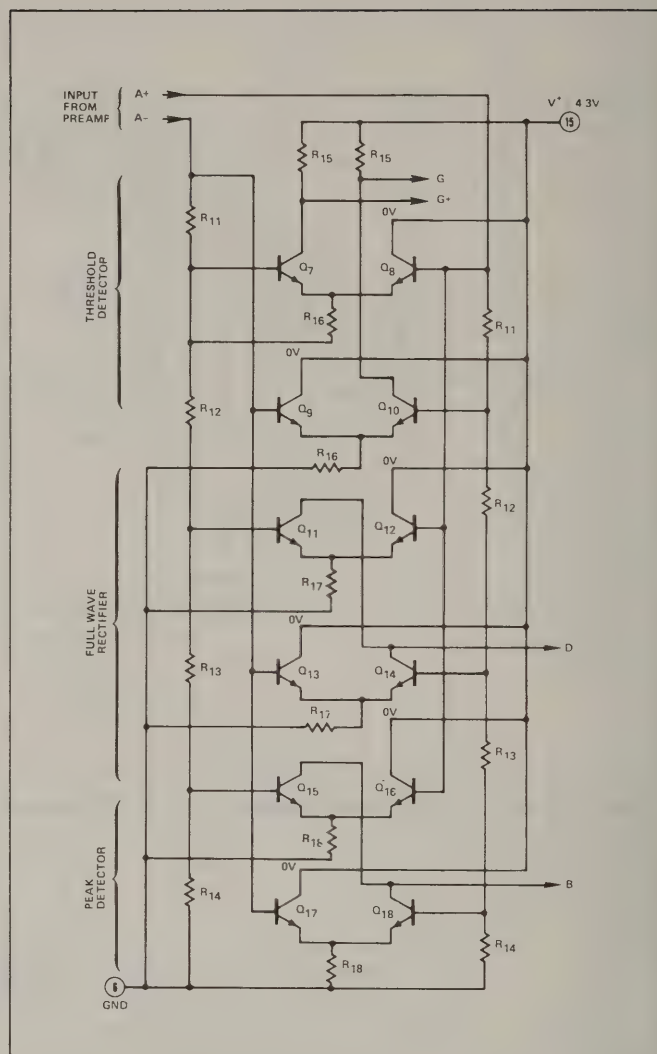 INPUT
FROM
PREAMP
A+
A-
V+ 4.3V
15
R15
R15
G
G+
0V
R11
Q7
Q8
THRESHOLD
DETECTOR
R16
R11
0V
R12
Q9
Q10
R16
0V
R12
Q11
Q12
FULL WAVE
RECTIFIER
R17
0V
D
R13
Q13
Q14
R17
0V
R13
Q15
Q16
R18
0V
B
PEAK
DETECTOR
R14
Q17
Q18
R14
R18
GND